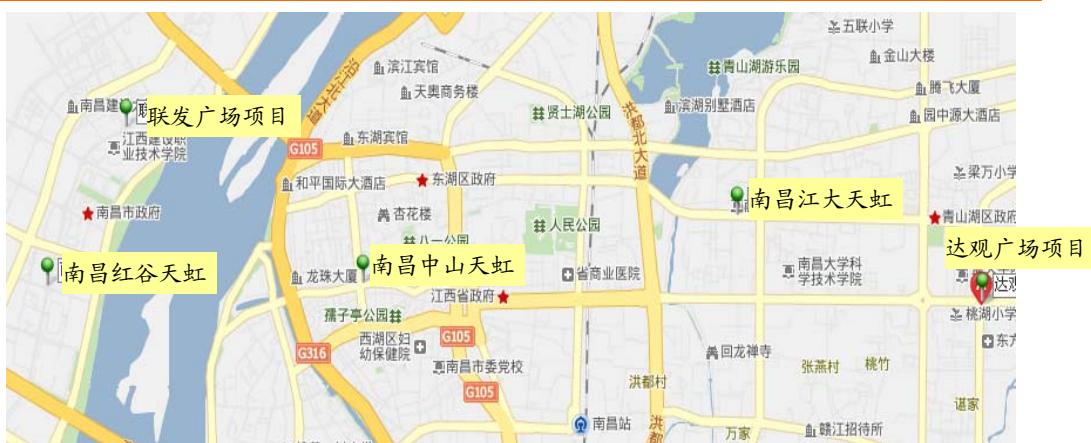 五联小学
滨江宾馆
青山湖游乐园
金山大楼
沿江北大道
天奥商务楼
洪都北大道
滨湖别墅酒店
腾飞大厦
南昌建
联发广场项目
贤士湖公园
园中源大酒店
江西建设职
业技术学院
G105
东湖宾馆
和平国际大酒店
东湖区政府
梁万小学
南昌江大天虹
南昌市政府
杏花楼
人民公园
青山湖区政府
八一公园
达观广场项目
南昌红谷天虹
龙珠大厦
南昌中山天虹
省商业医院
南昌大学科
学技术学院
达观
江西省政府
孺子亭公园
桃湖小学
G316
西湖区妇
幼保健院
G105
回龙禅寺
东方
南昌市委党校
张燕村
桃竹
洪都村
G105
谌家
南昌站
洪都
万家
赣江招待所